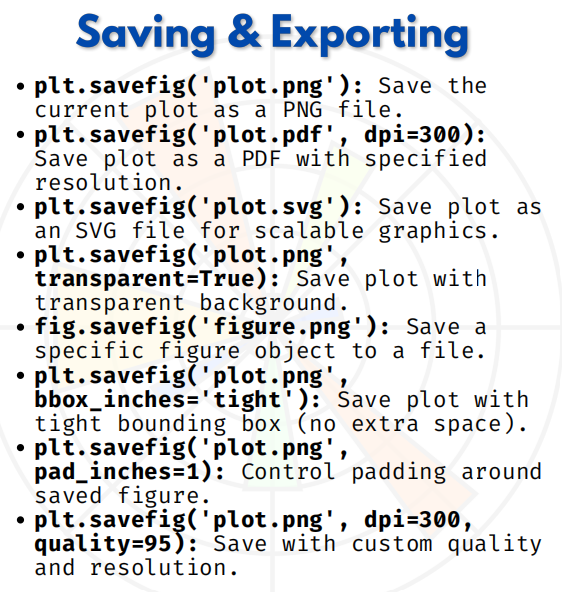 Saving & Exporting
• plt.savefig('plot.png'): Save the
current plot as a PNG file.
• plt.savefig('plot.pdf', dpi=300):
Save plot as a PDF with specified
resolution.
• plt.savefig('plot.svg'): Save plot as
an SVG file for scalable graphics.
• plt.savefig('plot.png',
transparent=True): Save plot with
transparent background.
• fig.savefig('figure.png'): Save a
specific figure object to a file.
• plt.savefig('plot.png',
bbox_inches='tight'): Save plot with
tight bounding box (no extra space).
• plt.savefig('plot.png',
pad_inches=1): Control padding around
saved figure.
• plt.savefig('plot.png', dpi=300,
quality=95): Save with custom quality
and resolution.